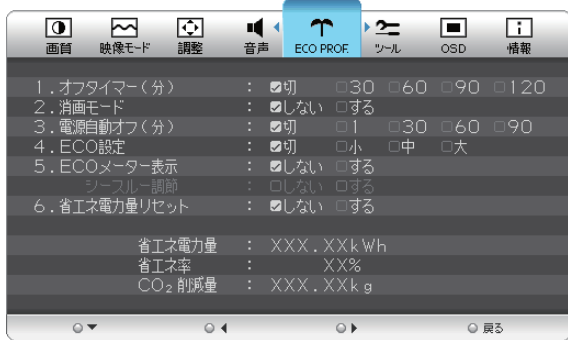 画質 映像モード 調整 音声 ECO PROF. ツール OSD 情報
1.オフタイマー(分) : ☑切 □30 □60 □90 □120
2.消画モード : ☑しない □する
3.電源自動オフ(分) : ☑切 □1 □30 □60 □90
4.ECO設定 : ☑切 □小 □中 □大
5.ECOメーター表示 : ☑しない □する
シースルー調節 : □しない □する
6.省エネ電力量リセット : ☑しない □する
省エネ電力量 : XXX.XXkWh
省エネ率 : XX%
CO₂削減量 : XXX.XXkg
戻る